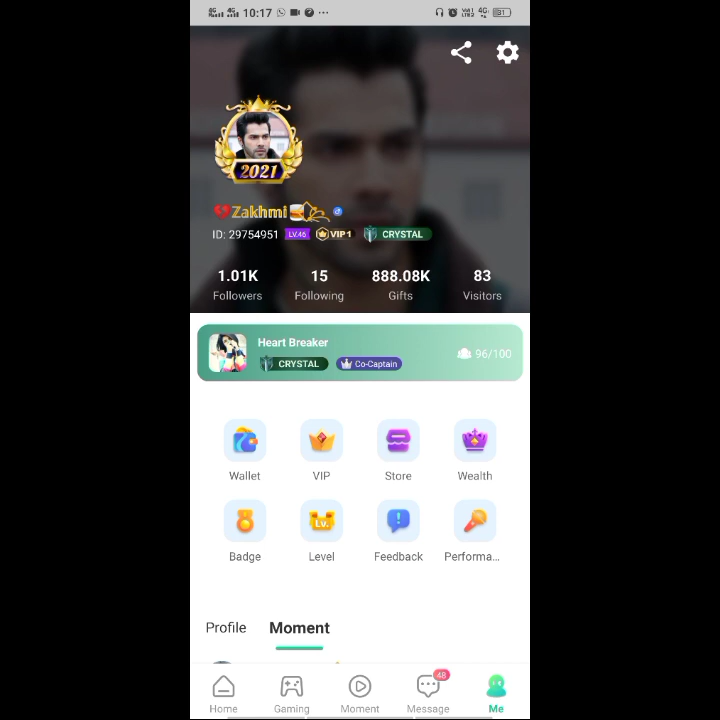 10:17
2021
Zakhmi
ID: 29754951 LV.46 VIP1 CRYSTAL
1.01K 15 888.08K 83
Followers Following Gifts Visitors
Heart Breaker
CRYSTAL Co-Captain
96/100
Wallet VIP Store Wealth
Lv.
Badge Level Feedback Performa...
Profile Moment
48
Home Gaming Moment Message Me